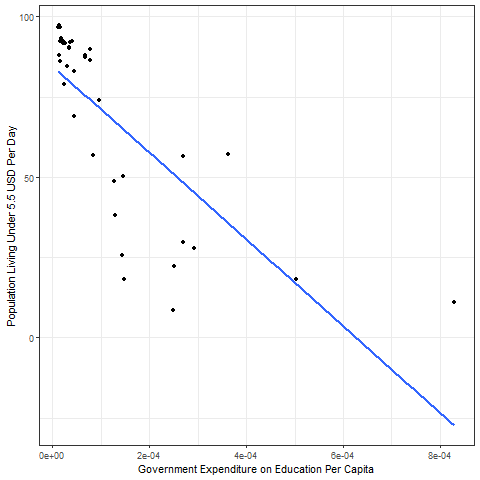 100
50
0
Population Living Under 5.5 USD Per Day
0e+00 2e-04 4e-04 6e-04 8e-04
Government Expenditure on Education Per Capita